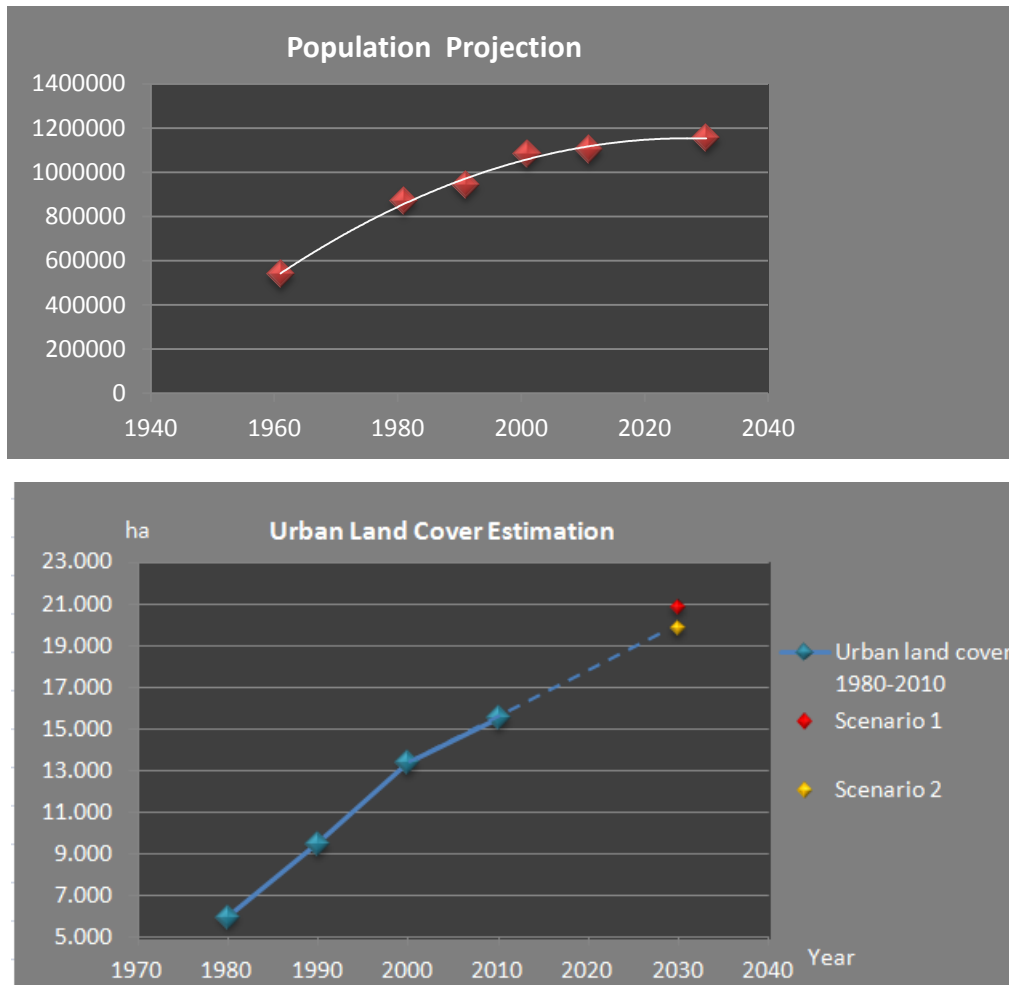 Population Projection
1400000
1200000
1000000
800000
600000
400000
200000
0
1940 1960 1980 2000 2020 2040
ha Urban Land Cover Estimation
23.000
21.000
19.000
17.000
15.000
13.000
11.000
9.000
7.000
5.000
1970 1980 1990 2000 2010 2020 2030 2040 Year
Urban land cover
1980-2010
Scenario 1
Scenario 2